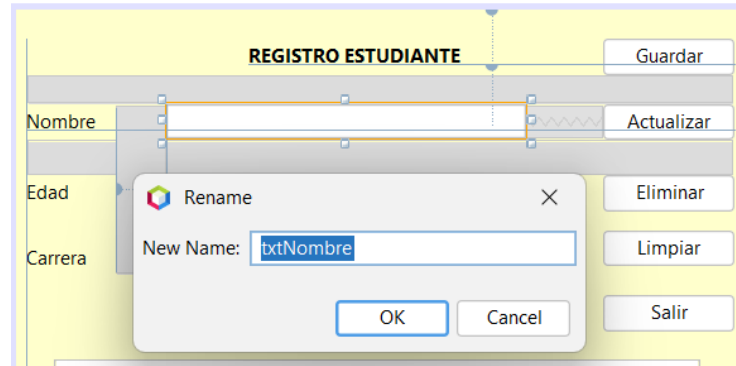 REGISTRO ESTUDIANTE
Guardar
Nombre
Actualizar
Edad
Rename
Eliminar
New Name: txtNombre
Limpiar
Carrera
OK
Cancel
Salir